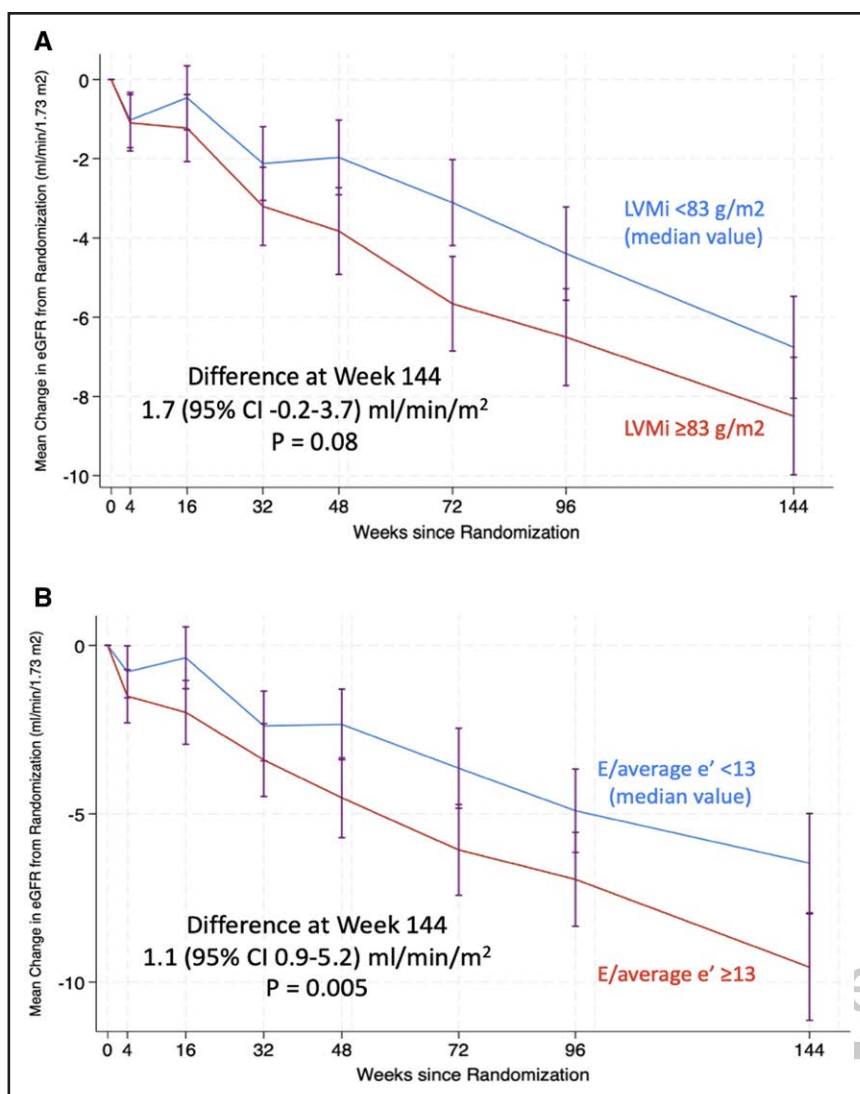 A
Mean Change in eGFR from Randomization (ml/min/1.73 m2)
0
-2
-4
-6
-8
-10
LVMi <83 g/m2
(median value)
Difference at Week 144
1.7 (95% CI -0.2-3.7) ml/min/m²
P = 0.08
LVMi ≥83 g/m2
0 4 16 32 48 72 96 144
Weeks since Randomization
B
Mean Change in eGFR from Randomization (ml/min/1.73 m2)
0
-5
-10
E/average e’ <13
(median value)
Difference at Week 144
1.1 (95% CI 0.9-5.2) ml/min/m²
P = 0.005
E/average e’ ≥13
0 4 16 32 48 72 96 144
Weeks since Randomization